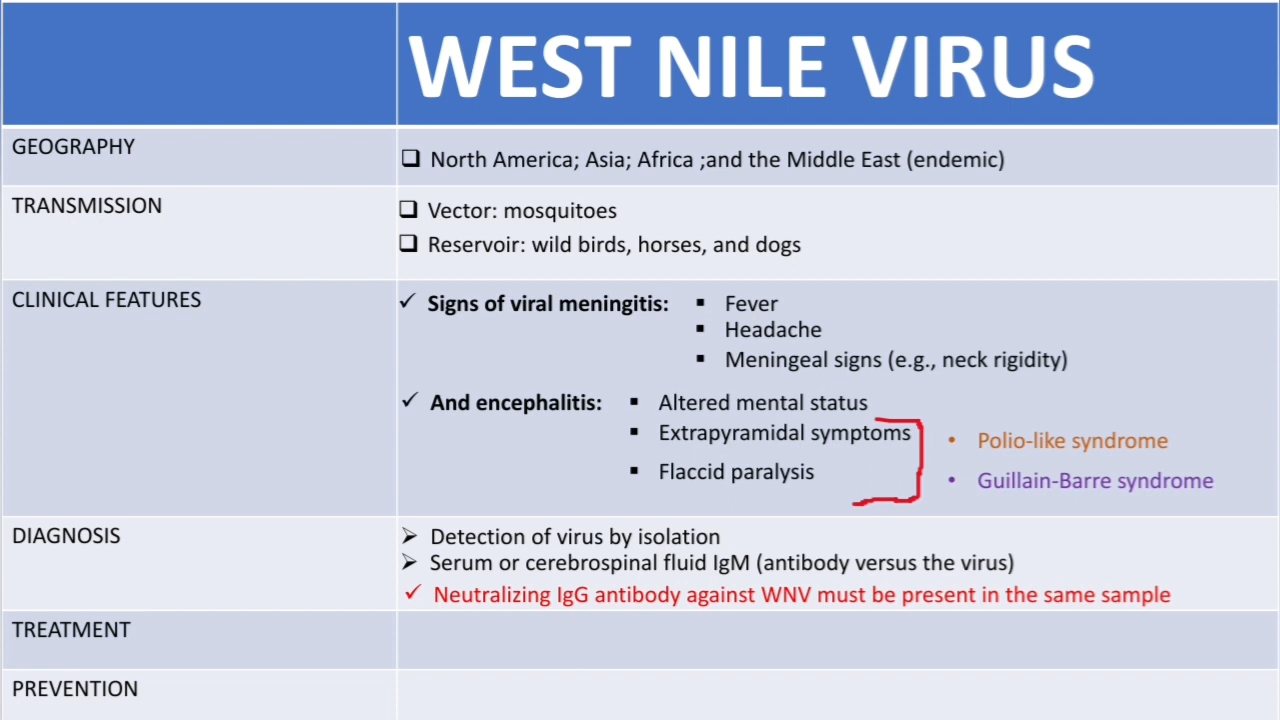 WEST NILE VIRUS
GEOGRAPHY
North America; Asia; Africa ;and the Middle East (endemic)
TRANSMISSION
Vector: mosquitoes
Reservoir: wild birds, horses, and dogs
CLINICAL FEATURES
Signs of viral meningitis:
Fever
Headache
Meningeal signs (e.g., neck rigidity)
And encephalitis:
Altered mental status
Extrapyramidal symptoms
Flaccid paralysis
Polio-like syndrome
Guillain-Barre syndrome
DIAGNOSIS
Detection of virus by isolation
Serum or cerebrospinal fluid IgM (antibody versus the virus)
Neutralizing IgG antibody against WNV must be present in the same sample
TREATMENT
PREVENTION